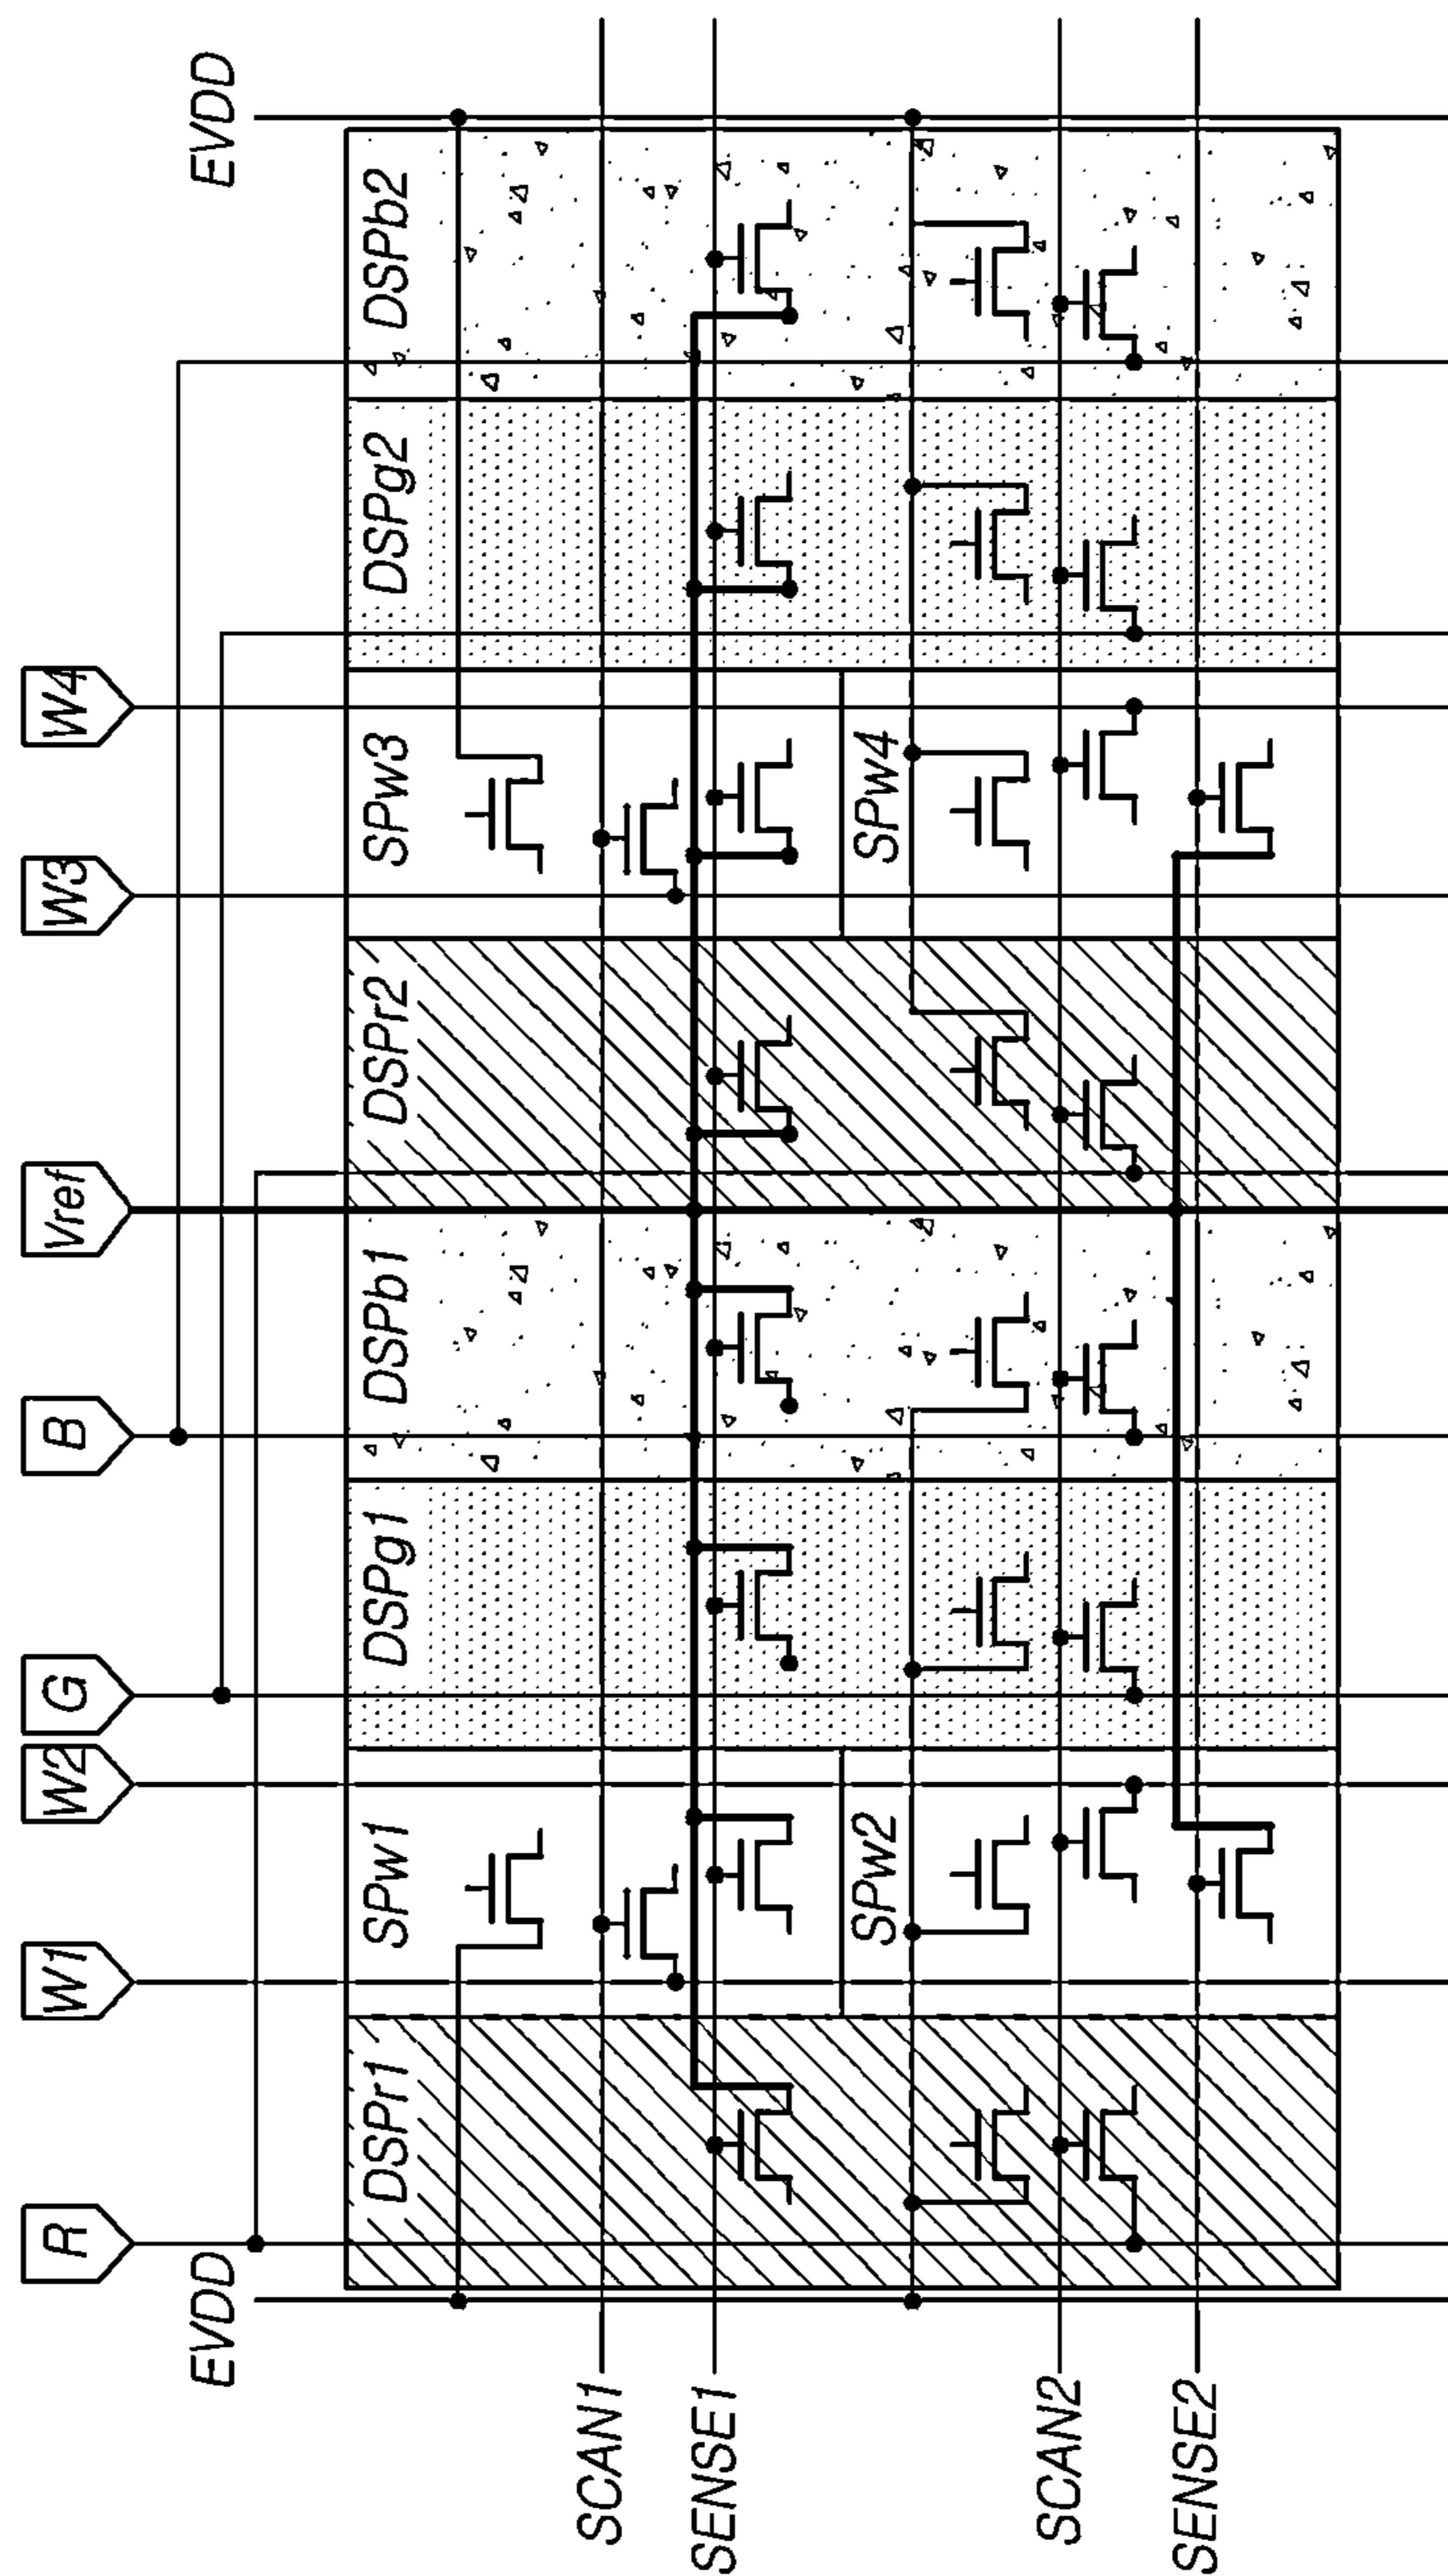 R
W1
W2
G
B
Vref
W3
W4
EVDD
EVDD
DSPr1
SPw1
DSPg1
DSPb1
DSPr2
SPw3
DSPg2
DSPb2
SCAN1
SENSE1
SPw2
SPw4
SCAN2
SENSE2